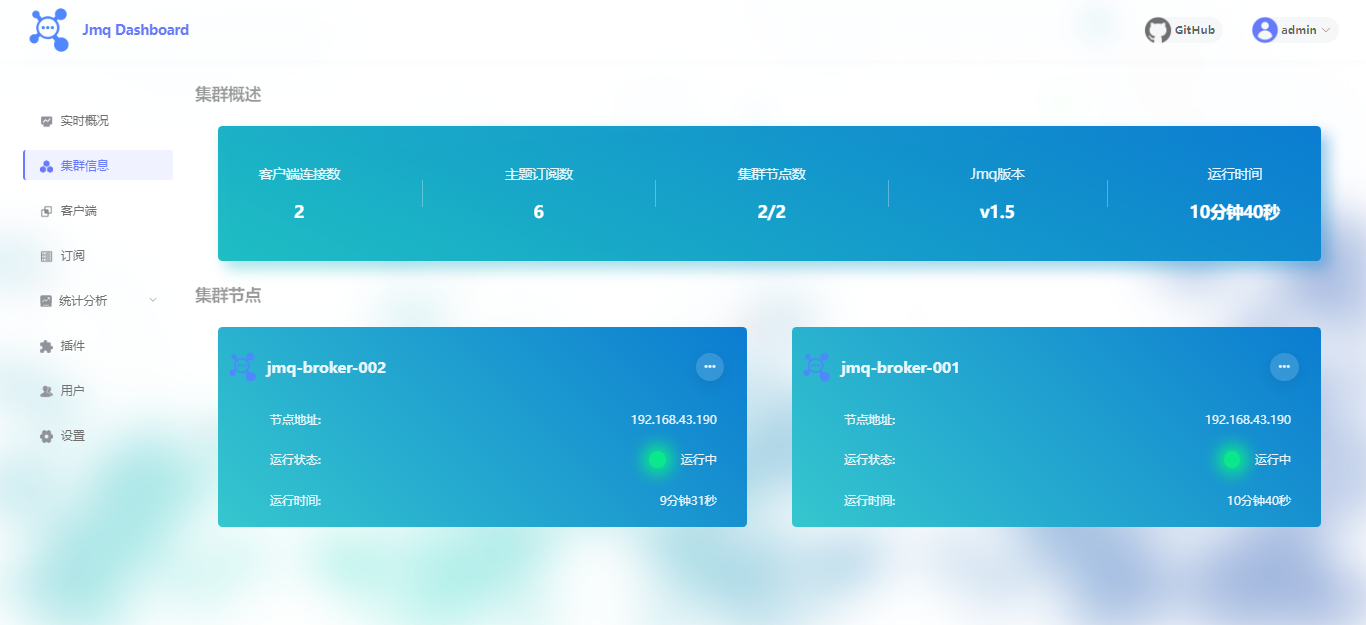 Jmq Dashboard
GitHub
admin
实时概况
集群信息
客户端
订阅
统计分析
插件
用户
设置
集群概述
客户端连接数
主题订阅数
集群节点数
Jmq版本
运行时间
2
6
2/2
v1.5
10分钟40秒
集群节点
jmq-broker-002
节点地址:
192.168.43.190
运行状态:
运行中
运行时间:
9分钟31秒
jmq-broker-001
节点地址:
192.168.43.190
运行状态:
运行中
运行时间:
10分钟40秒